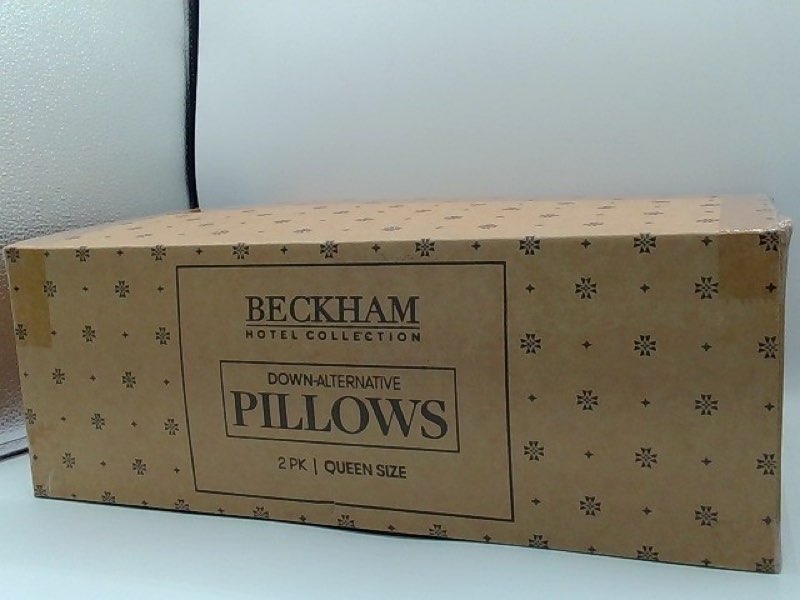 BECKHAM
HOTEL COLLECTION
DOWN-ALTERNATIVE
PILLOWS
2 PK | QUEEN SIZE